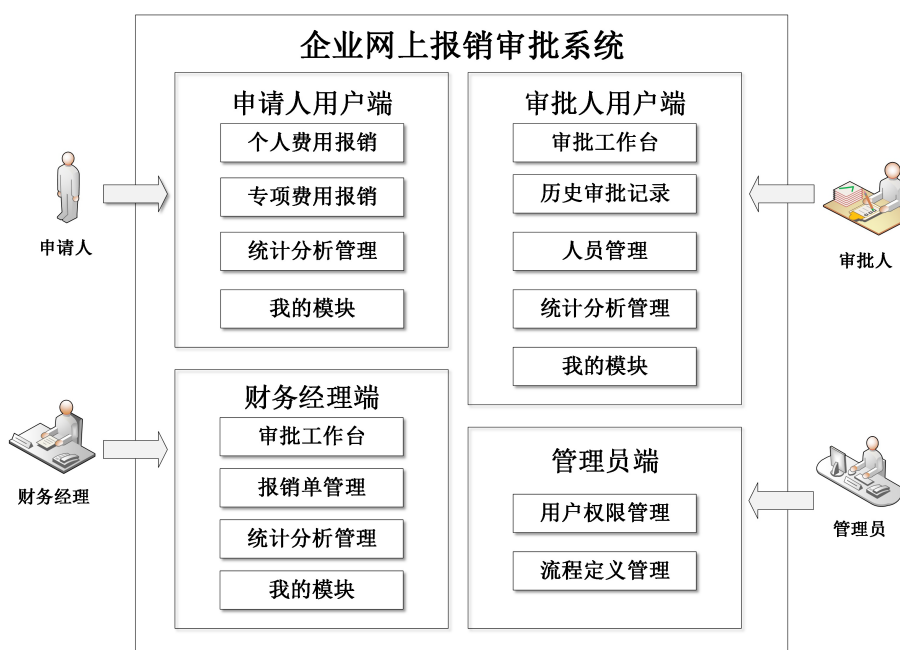 企业网上报销审批系统
申请人用户端
个人费用报销
专项费用报销
统计分析管理
我的模块
审批人用户端
审批工作台
历史审批记录
人员管理
统计分析管理
我的模块
财务经理端
审批工作台
报销单管理
统计分析管理
我的模块
管理员端
用户权限管理
流程定义管理
申请人
审批人
财务经理
管理员